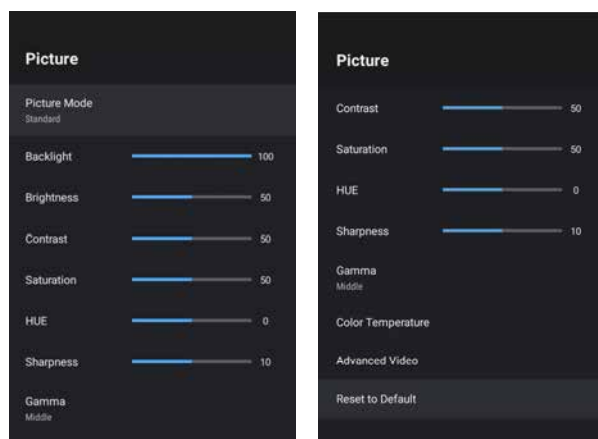 Picture
Picture Mode
Standard
Backlight 100
Brightness 50
Contrast 50
Saturation 50
HUE 0
Sharpness 10
Gamma
Middle
Picture
Contrast 50
Saturation 50
HUE 0
Sharpness 10
Gamma
Middle
Color Temperature
Advanced Video
Reset to Default